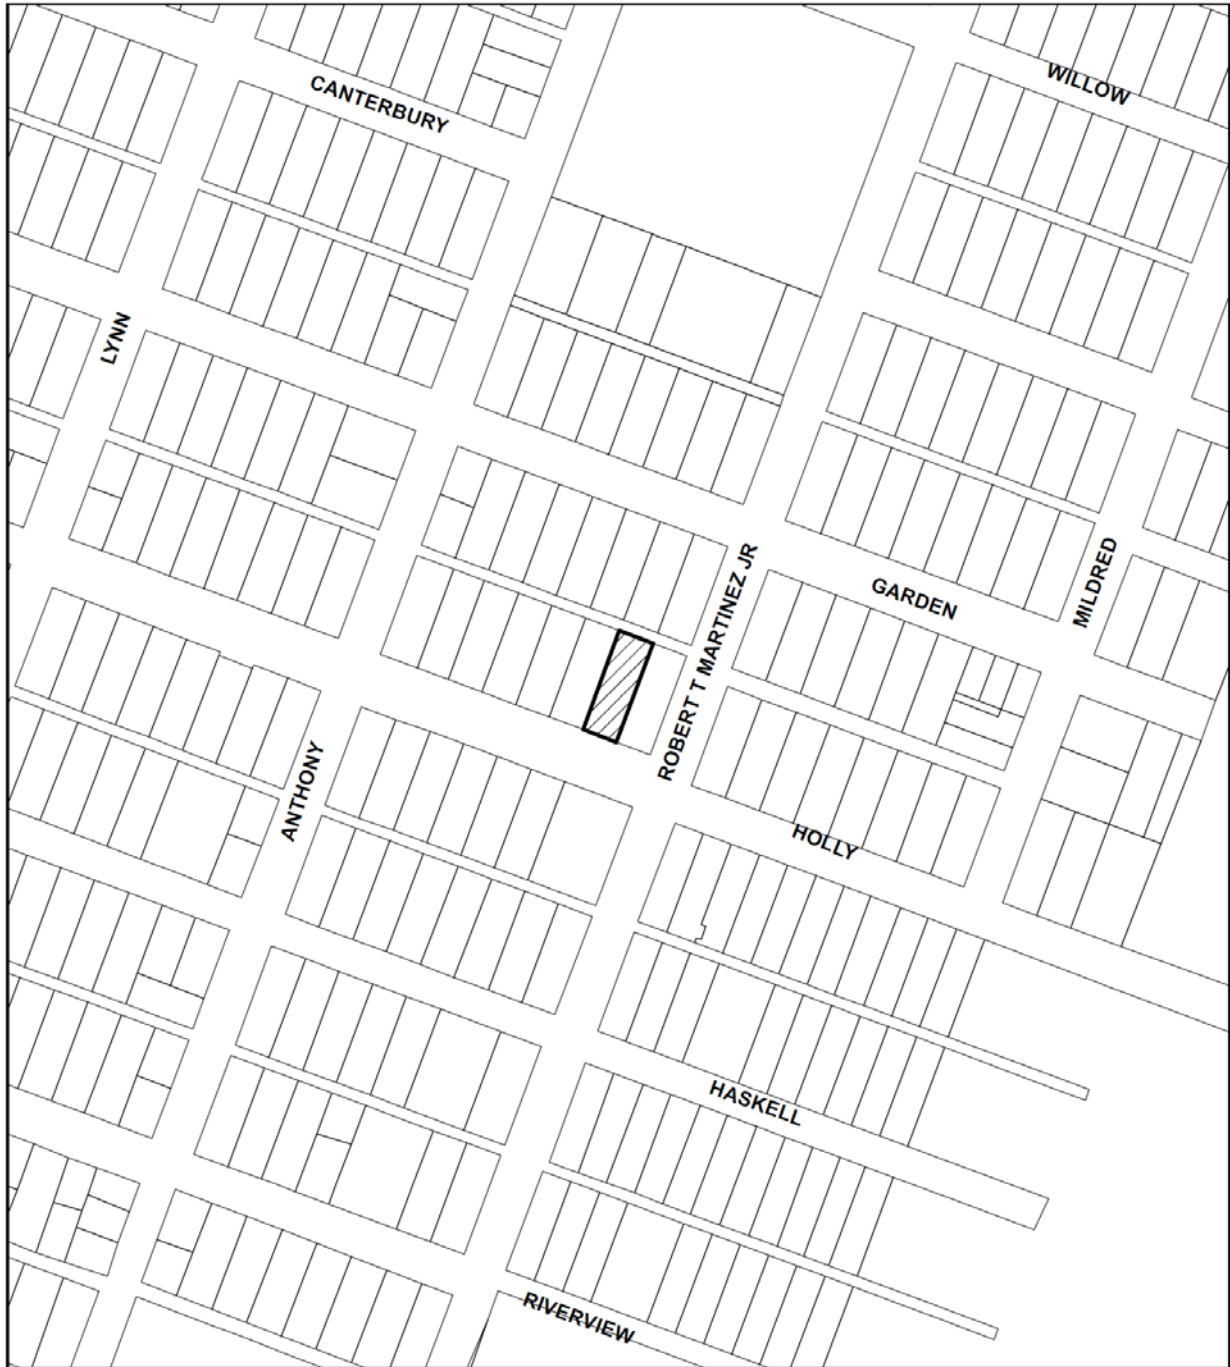 WILLOW
CANTERBURY
LYNN
MILDRED
GARDEN
ROBERT T MARTINEZ JR
ANTHONY
HOLLY
HASKELL
RIVERVIEW